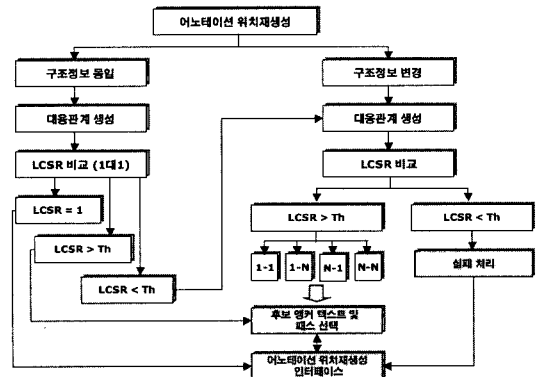 어노테이션 위치재생성
구조정보 동일
구조정보 변경
대응관계 생성
대응관계 생성
LCSR 비교 (1대1)
LCSR 비교
LCSR = 1
LCSR > Th
LCSR < Th
LCSR > Th
LCSR < Th
1-1
1-N
N-1
N-N
실패 처리
후보 앵커 텍스트 및
패스 선택
어노테이션 위치재생성
인터페이스